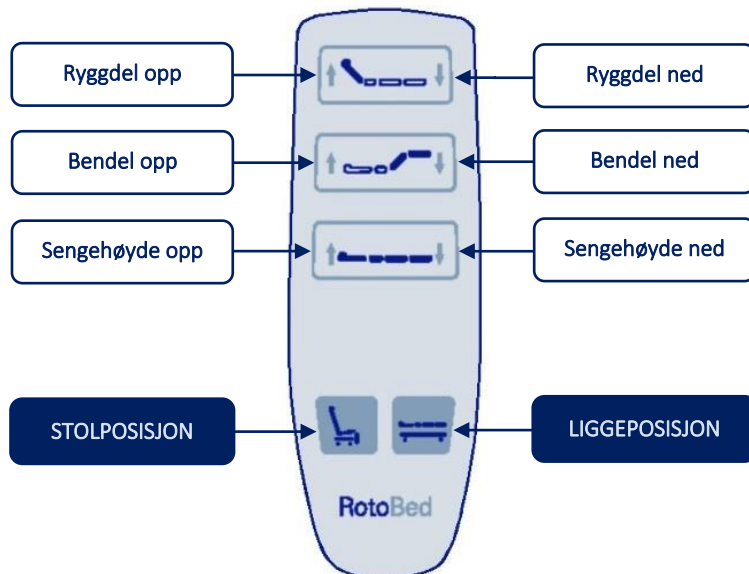 Ryggdel opp
Ryggdel ned
Bendel opp
Bendel ned
Sengehøyde opp
Sengehøyde ned
STOLPOSISJON
LIGGEPOSISJON
RotoBed